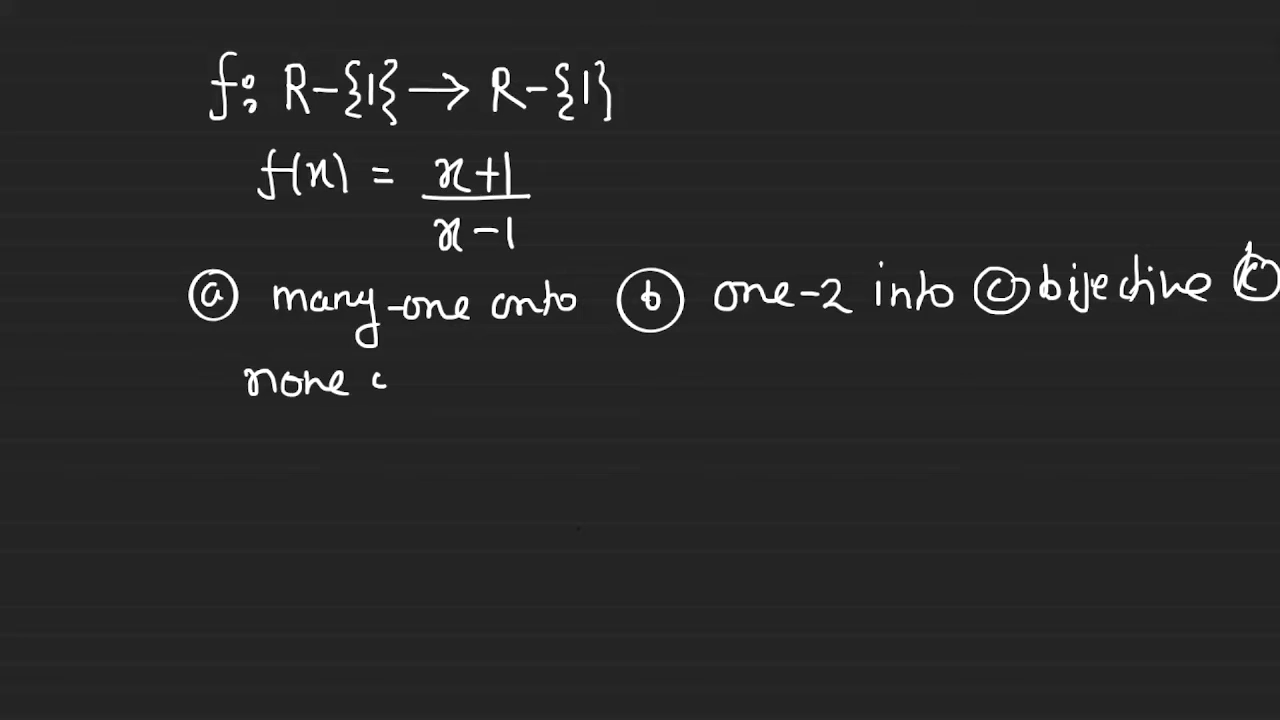 f: R-{1} → R-{1}
f(x) = x+1
x-1
(a) many-one onto (b) one-2 into (c) bijective
none